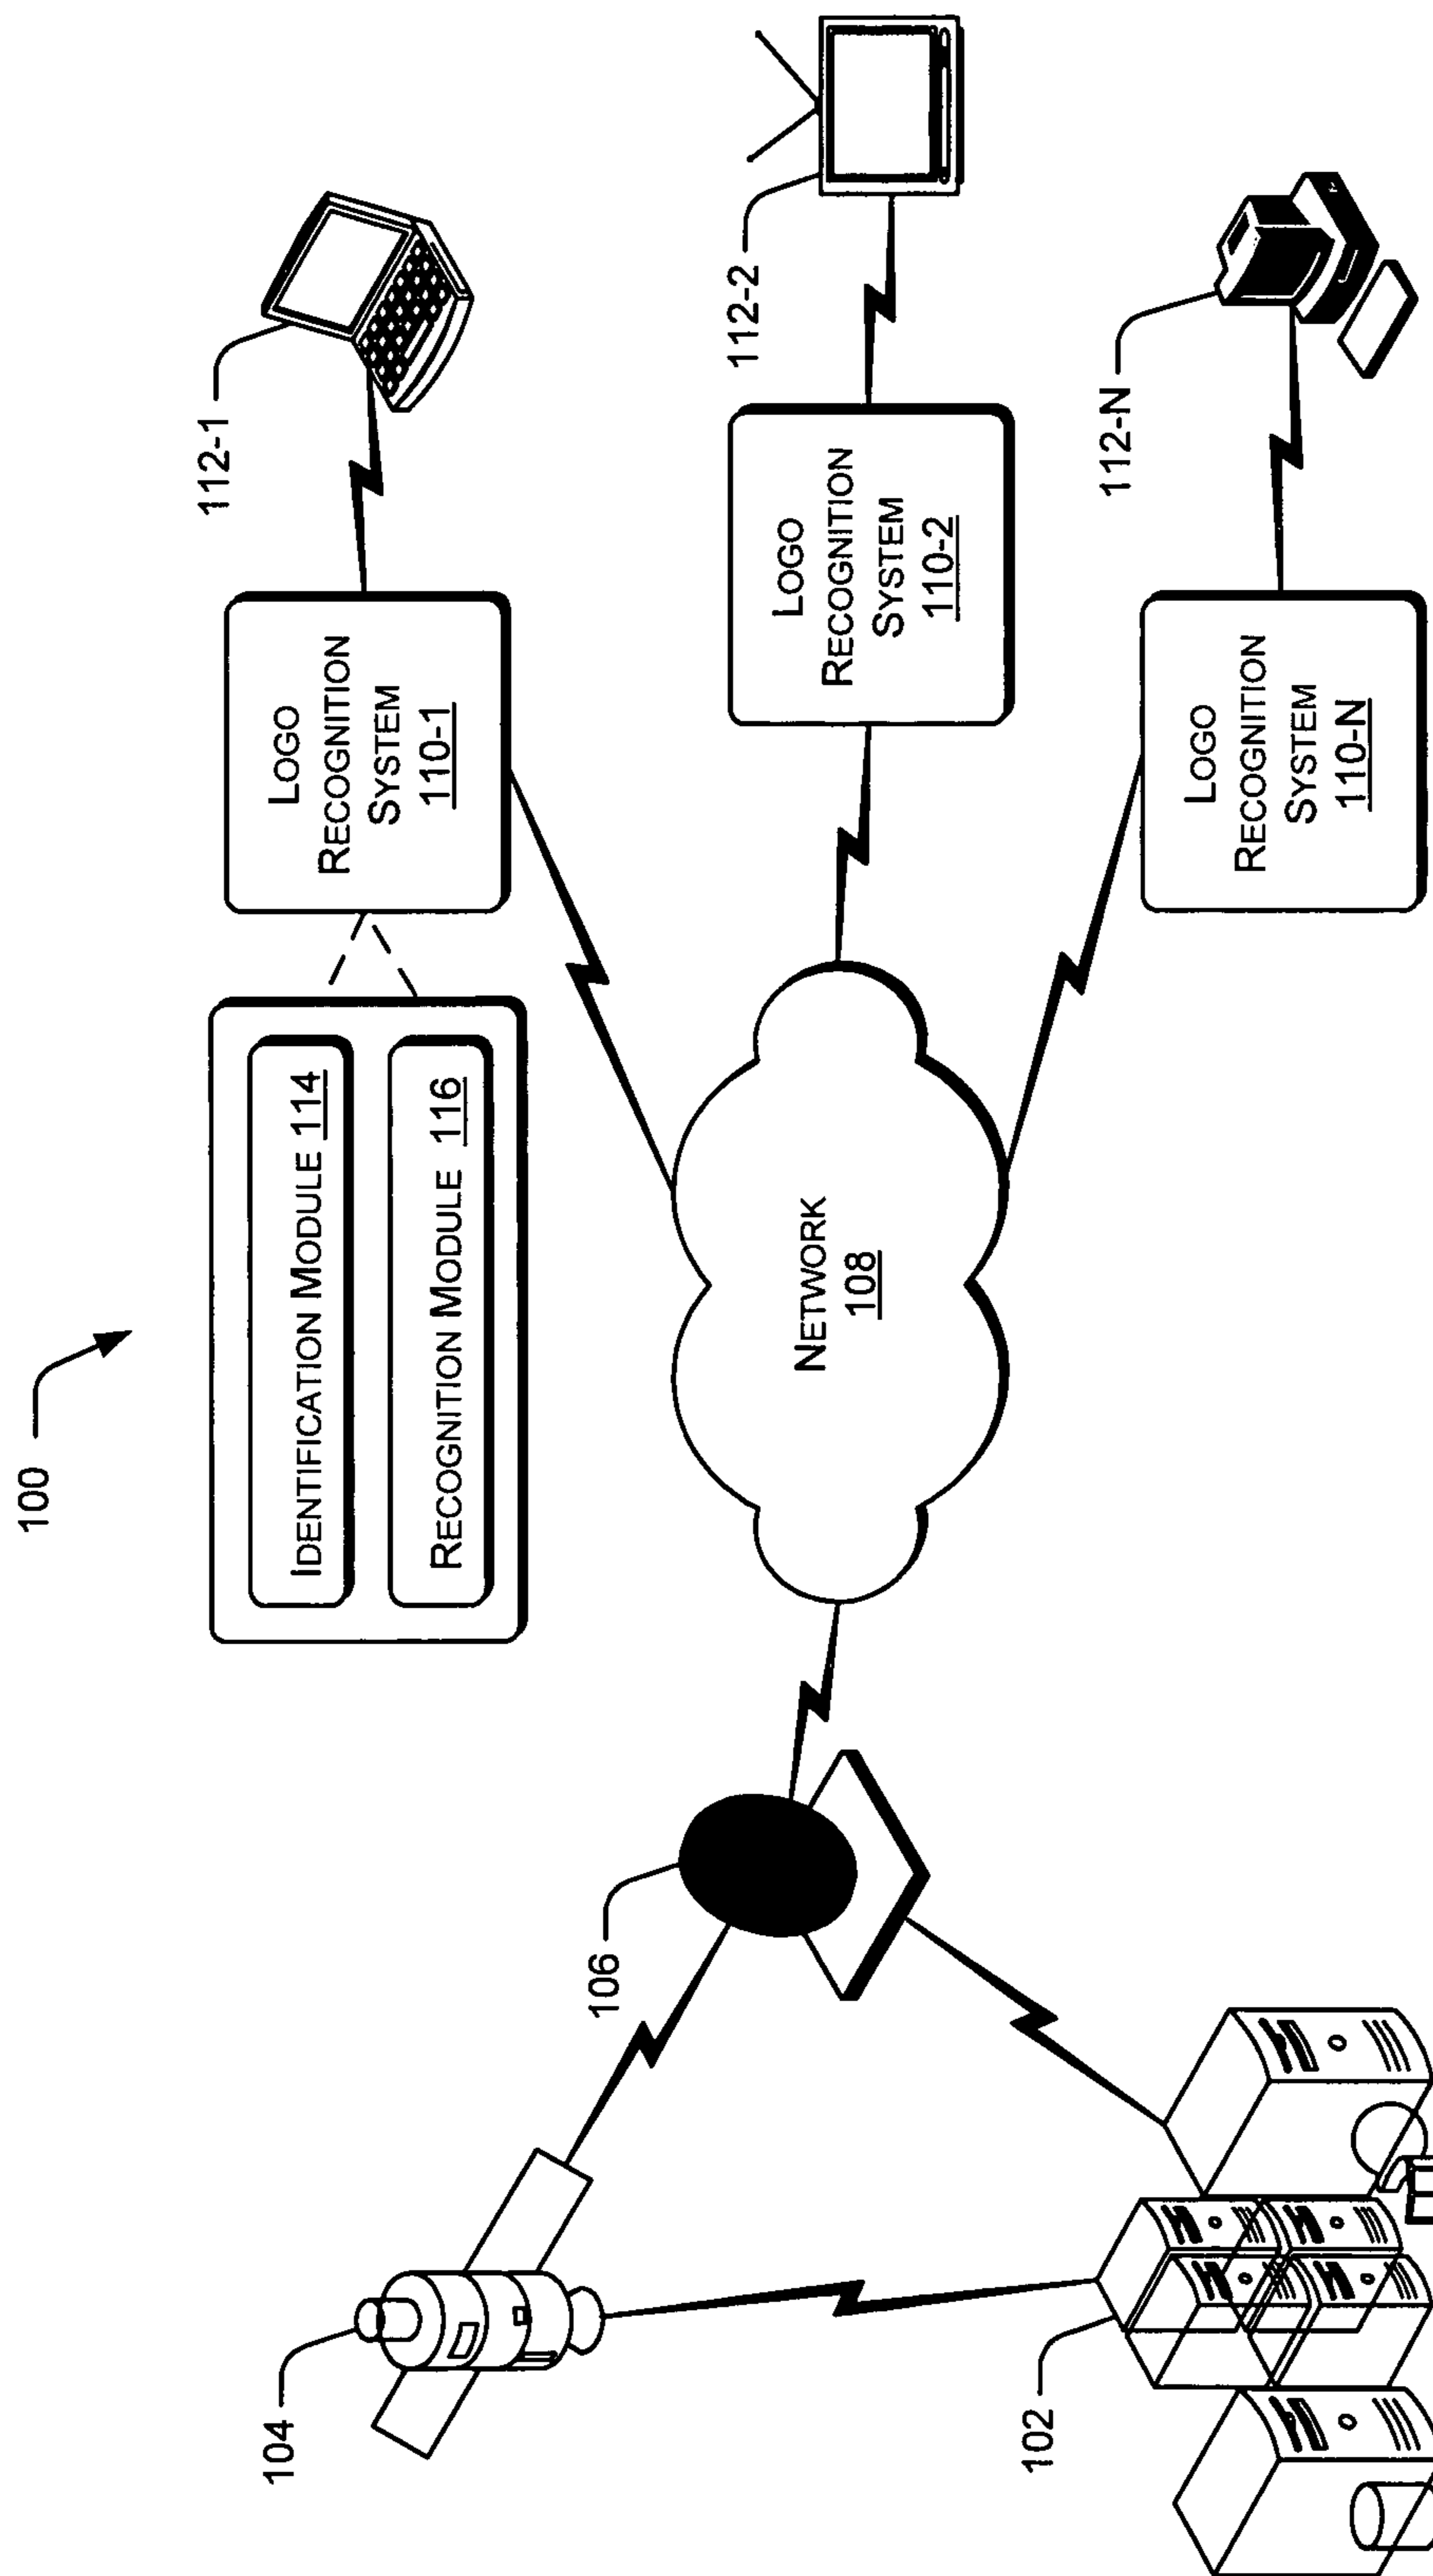 100
IDENTIFICATION MODULE 114
RECOGNITION MODULE 116
LOGO
RECOGNITION
SYSTEM
110-1
112-1
104
106
NETWORK
108
LOGO
RECOGNITION
SYSTEM
110-2
112-2
102
LOGO
RECOGNITION
SYSTEM
110-N
112-N